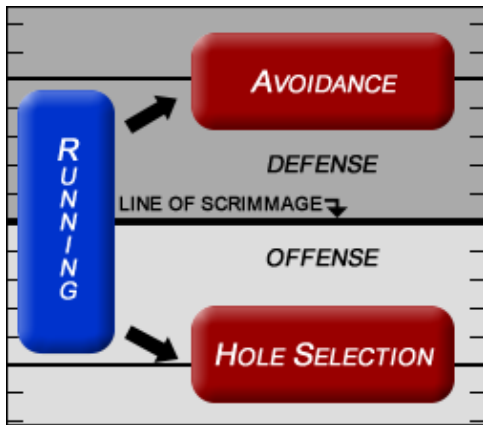 AVOIDANCE
RUNNING
DEFENSE
LINE OF SCRIMMAGE
OFFENSE
HOLE SELECTION